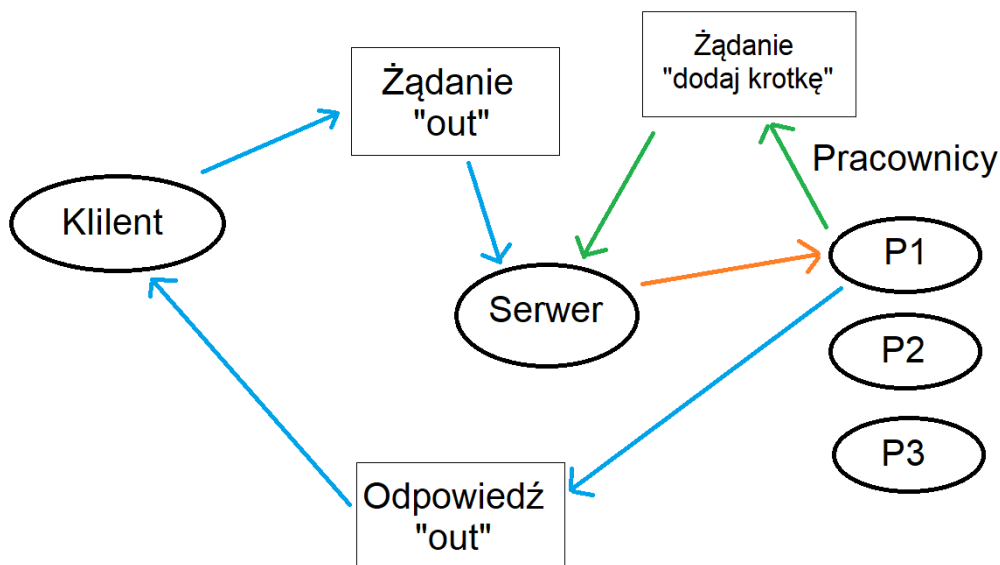 Żądanie
"out"
Żądanie
"dodaj krotkę"
Pracownicy
Klilent
Serwer
P1
P2
P3
Odpowiedź
"out"